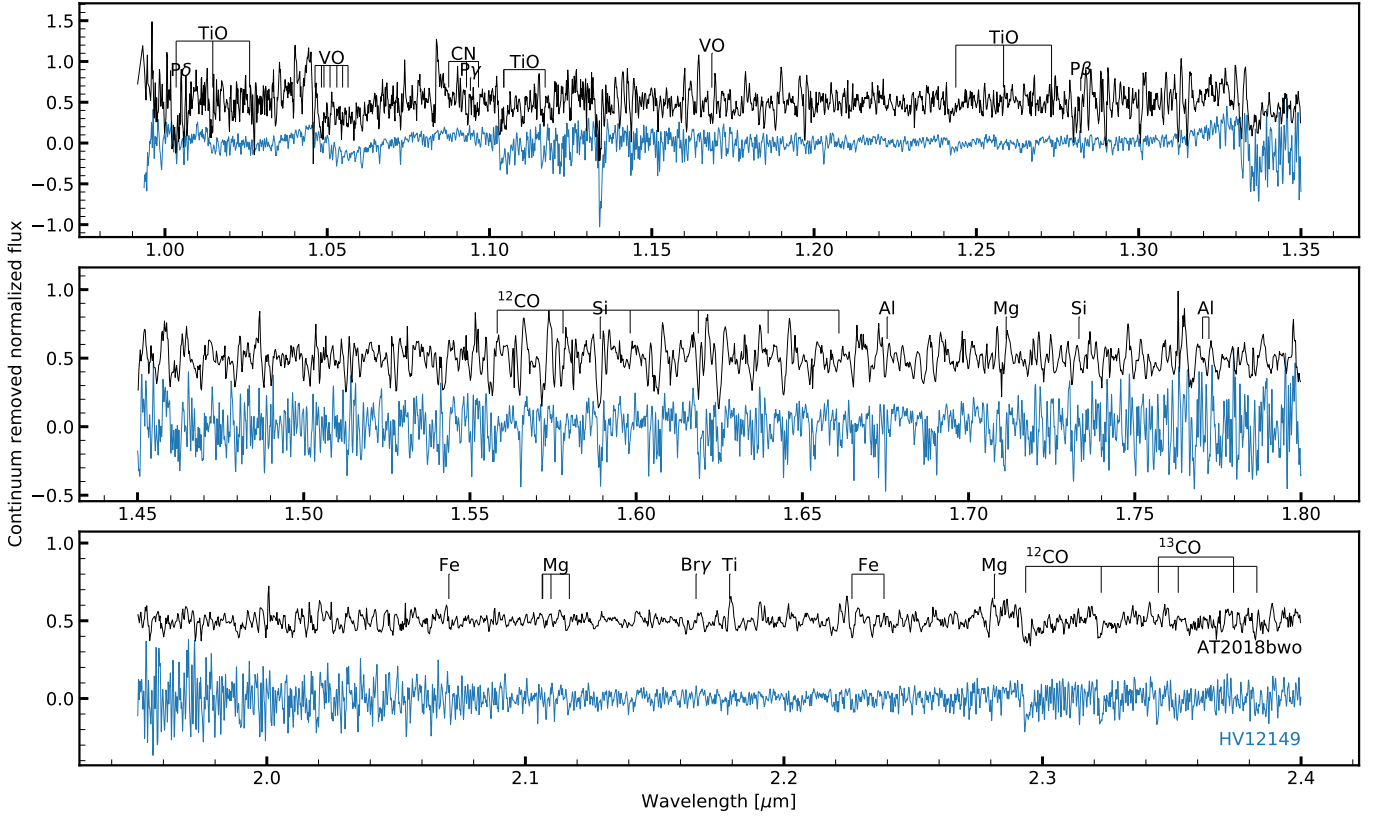 1.5
1.0
0.5
0.0
−0.5
−1.0
TiO
Pδ
VO
CN
Pγ
TiO
VO
TiO
Pβ
1.00 1.05 1.10 1.15 1.20 1.25 1.30 1.35
Continuum removed normalized flux
1.0
0.5
0.0
−0.5
¹²CO
Si
Al
Mg
Si
Al
1.45 1.50 1.55 1.60 1.65 1.70 1.75 1.80
1.0
0.5
0.0
Fe
Mg
Brγ
Ti
Fe
Mg
¹²CO
¹³CO
AT2018bwo
HV12149
2.0 2.1 2.2 2.3 2.4
Wavelength [μm]